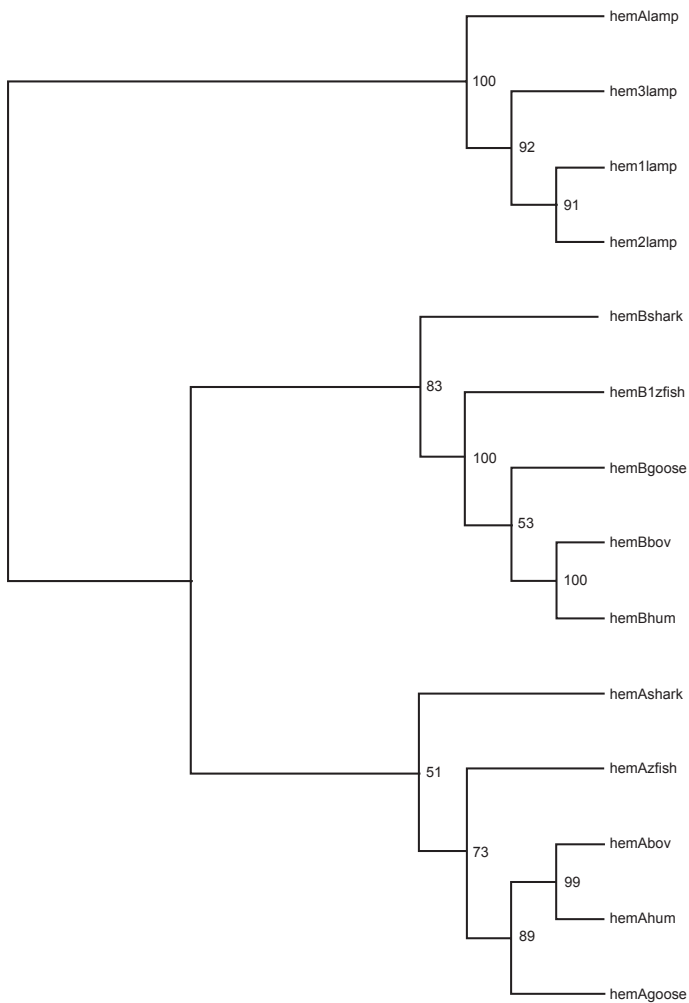 hemAlamp
100
hem3lamp
92
hem1lamp
91
hem2lamp
hemBshark
83
hemB1zfish
100
hemBgoose
53
hemBbov
100
hemBhum
hemAshark
51
hemAzfish
73
hemAbov
99
hemAhum
89
hemAgoose